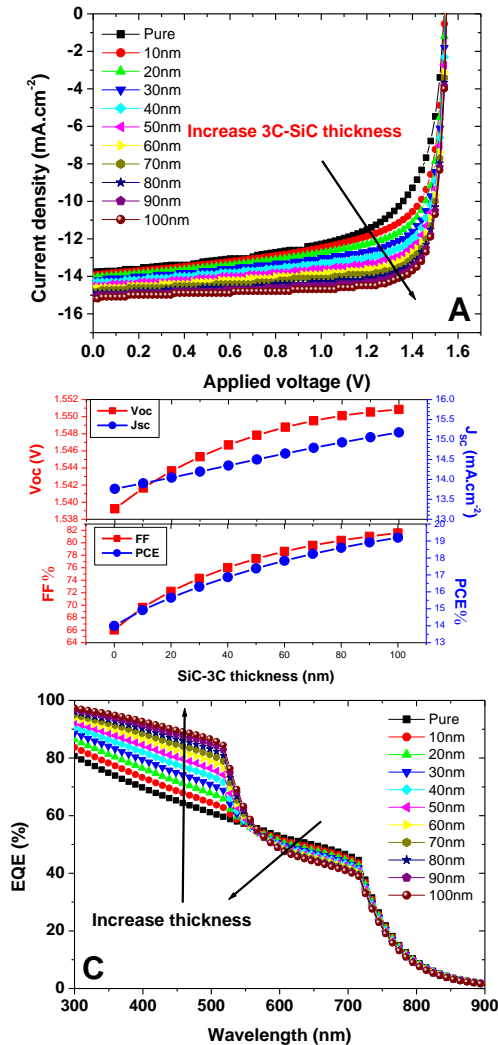 Current density (mA.cm⁻²)
0
-2
-4
-6
-8
-10
-12
-14
-16
Pure
10nm
20nm
30nm
40nm
50nm
60nm
70nm
80nm
90nm
100nm
Increase 3C-SiC thickness
A
0.0 0.2 0.4 0.6 0.8 1.0 1.2 1.4 1.6
Applied voltage (V)
Voc (V)
1.552
1.550
1.548
1.546
1.544
1.542
1.540
1.538
Voc
Jsc
16.0
15.5
15.0
14.5
14.0
13.5
13.0
J_SC (mA.cm⁻²)
FF %
82
80
78
76
74
72
70
68
66
64
FF
PCE
20
19
18
17
16
15
14
13
PCE%
0 20 40 60 80 100
SiC-3C thickness (nm)
EQE (%)
100
80
60
40
20
0
Pure
10nm
20nm
30nm
40nm
50nm
60nm
70nm
80nm
90nm
100nm
Increase thickness
C
300 400 500 600 700 800 900
Wavelength (nm)